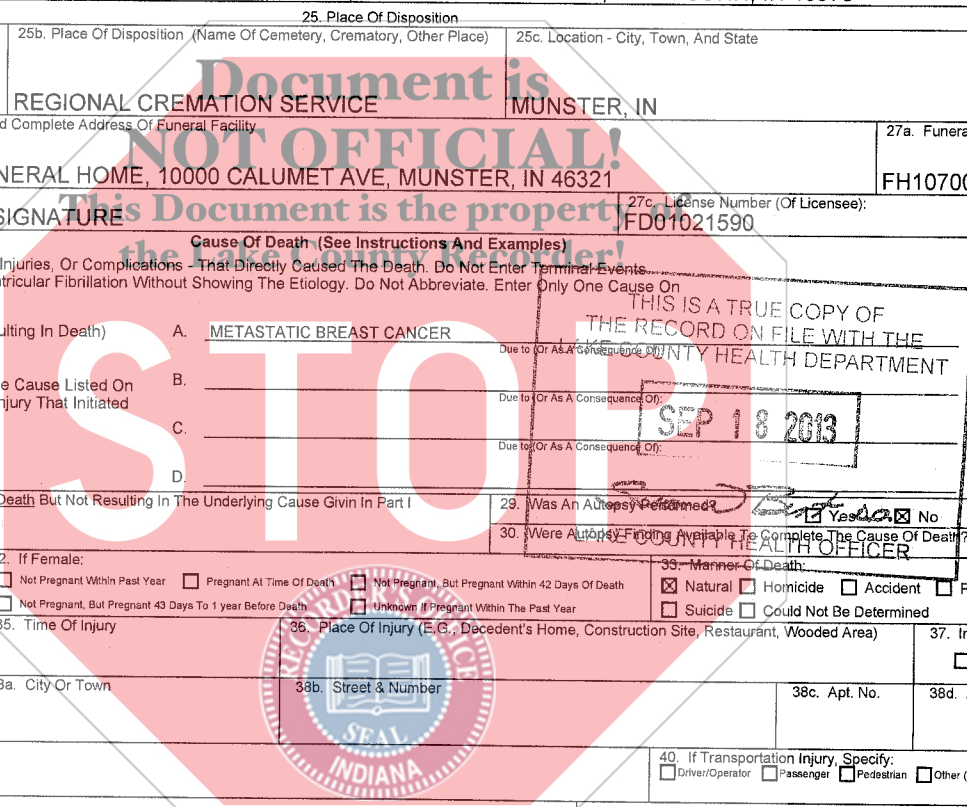 25. Place Of Disposition
25b. Place Of Disposition (Name Of Cemetery, Crematory, Other Place)
25c. Location - City, Town, And State
Document is
REGIONAL CREMATION SERVICE
MUNSTER, IN
d Complete Address Of Funeral Facility
27a. Funera
NOT OFFICIAL!
NERAL HOME, 10000 CALUMET AVE, MUNSTER, IN 46321
FH10700
This Document is the property of
27c. License Number (Of Licensee):
SIGNATURE
FD01021590
the Lake County Recorder!
Cause Of Death (See Instructions And Examples)
Injuries, Or Complications - That Directly Caused The Death. Do Not Enter Terminal Events
tricular Fibrillation Without Showing The Etiology. Do Not Abbreviate. Enter Only One Cause On
THIS IS A TRUE COPY OF
THE RECORD ON FILE WITH THE
LAKE COUNTY HEALTH DEPARTMENT
ulting In Death)
A. METASTATIC BREAST CANCER
Due to (Or As A Consequence Of):
STOP
e Cause Listed On
B.
njury That Initiated
Due to (Or As A Consequence Of):
SEP 18 2013
C.
Due to (Or As A Consequence Of):
D.
Death But Not Resulting In The Underlying Cause Givin In Part I
29. Was An Autopsy Performed?
Yes No
30. Were Autopsy Finding Available To Complete The Cause Of Death?
LAKE COUNTY HEALTH OFFICER
2. If Female:
33. Manner Of Death:
Not Pregnant Within Past Year
Pregnant At Time Of Death
Not Pregnant, But Pregnant Within 42 Days Of Death
Natural Homicide Accident
Not Pregnant, But Pregnant 43 Days To 1 year Before Death
Unknown If Pregnant Within The Past Year
Suicide Could Not Be Determined
35. Time Of Injury
36. Place Of Injury (E.G., Decedent's Home, Construction Site, Restaurant, Wooded Area)
37. In
RECORDER'S OFFICE
8a. City Or Town
38b. Street & Number
38c. Apt. No.
38d.
SEAL
INDIANA
40. If Transportation Injury, Specify:
Driver/Operator Passenger Pedestrian Other (